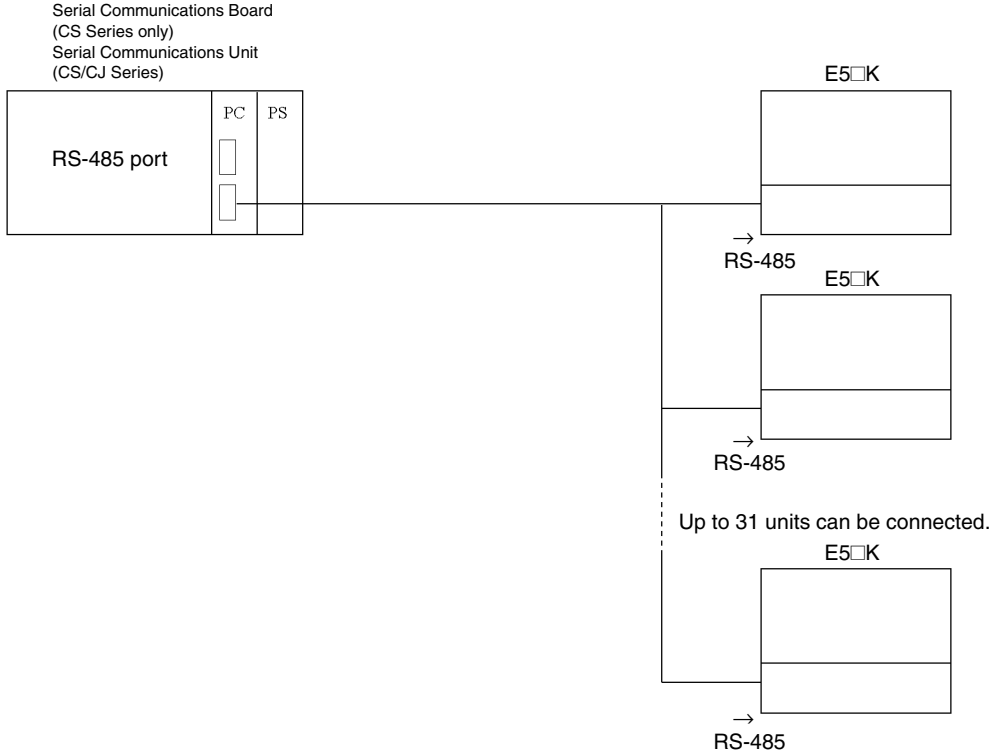 Serial Communications Board
(CS Series only)
Serial Communications Unit
(CS/CJ Series)
PC
PS
RS-485 port
E5□K
→
RS-485
E5□K
→
RS-485
Up to 31 units can be connected.
E5□K
→
RS-485